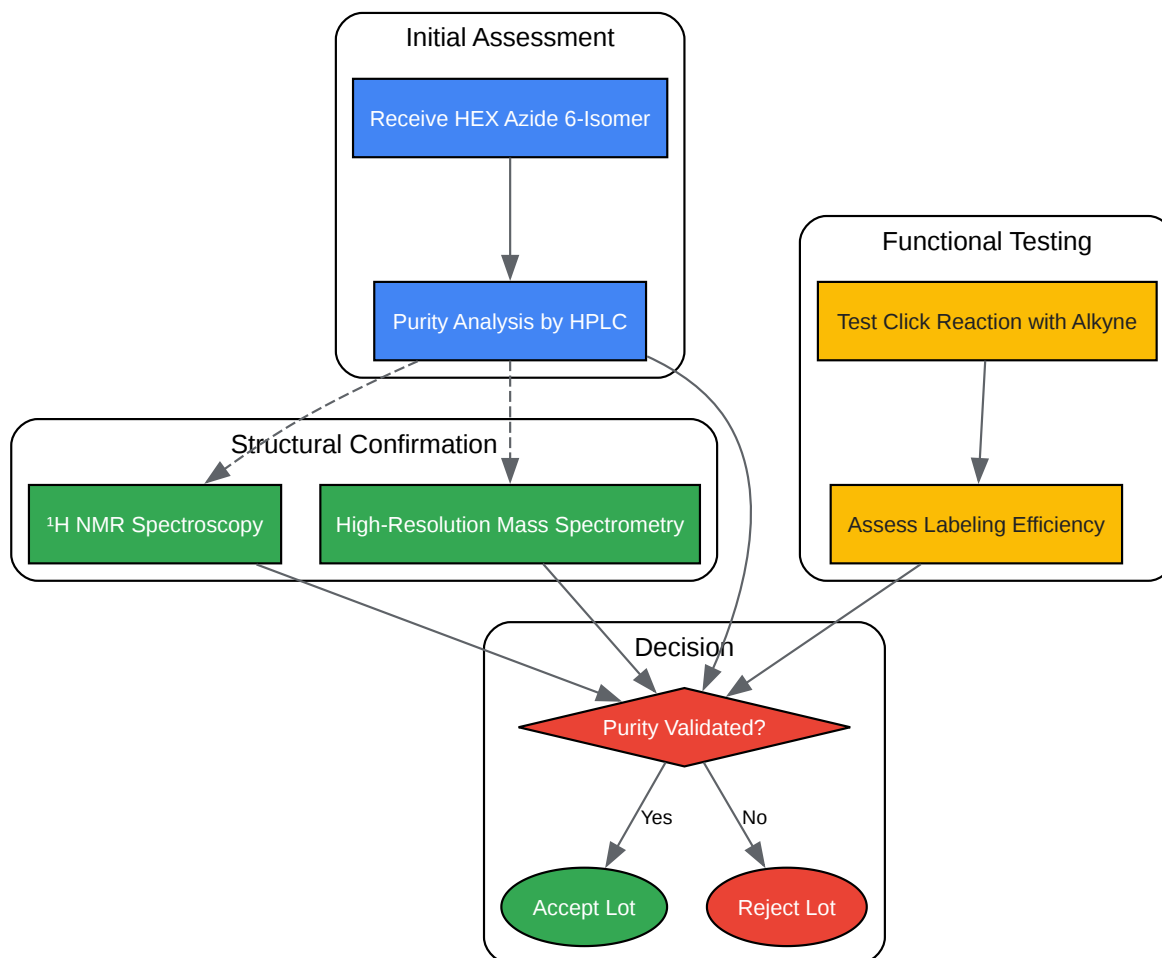 Initial Assessment
Receive HEX Azide 6-Isomer
Purity Analysis by HPLC
Functional Testing
Test Click Reaction with Alkyne
Assess Labeling Efficiency
Structural Confirmation
¹H NMR Spectroscopy
High-Resolution Mass Spectrometry
Decision
Purity Validated?
Yes
No
Accept Lot
Reject Lot